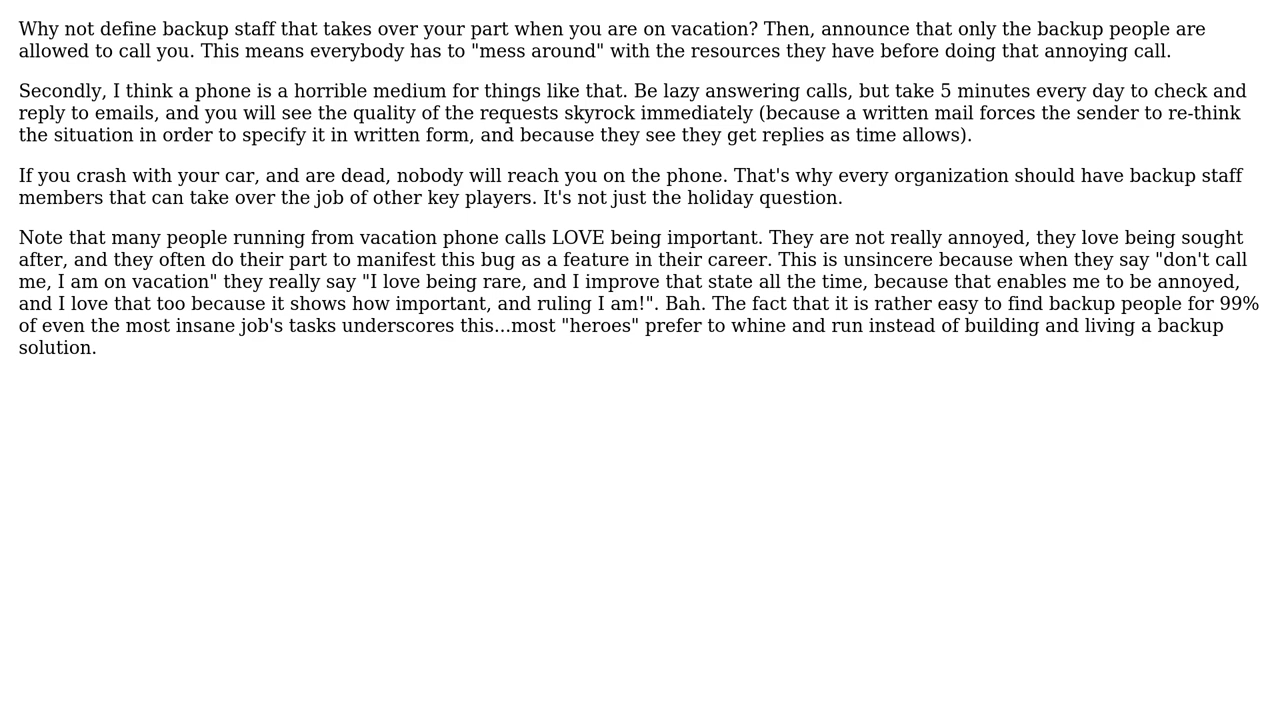 Why not define backup staff that takes over your part when you are on vacation? Then, announce that only the backup people are
allowed to call you. This means everybody has to "mess around" with the resources they have before doing that annoying call.
Secondly, I think a phone is a horrible medium for things like that. Be lazy answering calls, but take 5 minutes every day to check and
reply to emails, and you will see the quality of the requests skyrock immediately (because a written mail forces the sender to re-think
the situation in order to specify it in written form, and because they see they get replies as time allows).
If you crash with your car, and are dead, nobody will reach you on the phone. That's why every organization should have backup staff
members that can take over the job of other key players. It's not just the holiday question.
Note that many people running from vacation phone calls LOVE being important. They are not really annoyed, they love being sought
after, and they often do their part to manifest this bug as a feature in their career. This is unsincere because when they say "don't call
me, I am on vacation" they really say "I love being rare, and I improve that state all the time, because that enables me to be annoyed,
and I love that too because it shows how important, and ruling I am!". Bah. The fact that it is rather easy to find backup people for 99%
of even the most insane job's tasks underscores this...most "heroes" prefer to whine and run instead of building and living a backup
solution.